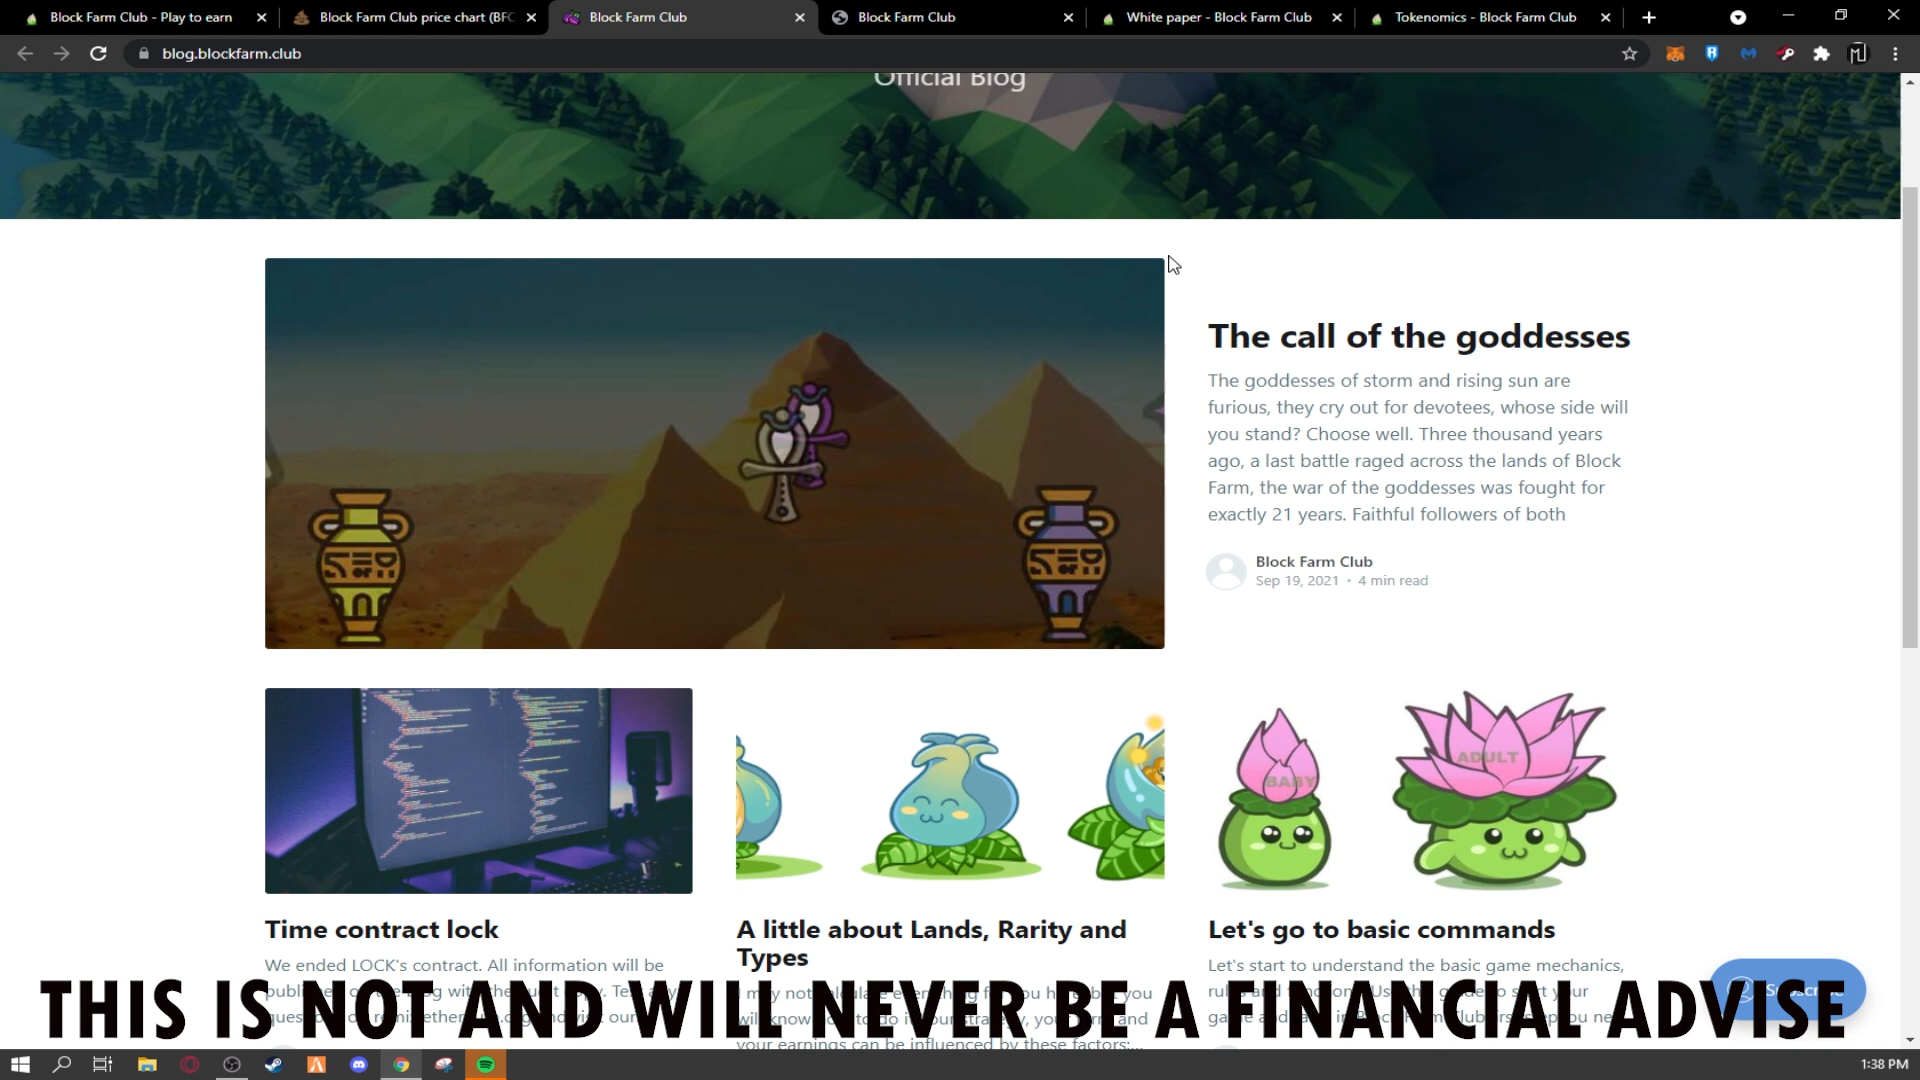 Block Farm Club - Play to earn
Block Farm Club price chart (BFC
Block Farm Club
Block Farm Club
White paper - Block Farm Club
Tokenomics - Block Farm Club
blog.blockfarm.club
Official Blog
The call of the goddesses
The goddesses of storm and rising sun are
furious, they cry out for devotees, whose side will
you stand? Choose well. Three thousand years
ago, a last battle raged across the lands of Block
Farm, the war of the goddesses was fought for
exactly 21 years. Faithful followers of both
Block Farm Club
Sep 19, 2021 • 4 min read
BABY
ADULT
Time contract lock
We ended LOCK's contract. All information will be
A little about Lands, Rarity and
Types
your earnings can be influenced by these factors:...
Let's go to basic commands
Let's start to understand the basic game mechanics,
THIS IS NOT AND WILL NEVER BE A FINANCIAL ADVISE
1:38 PM